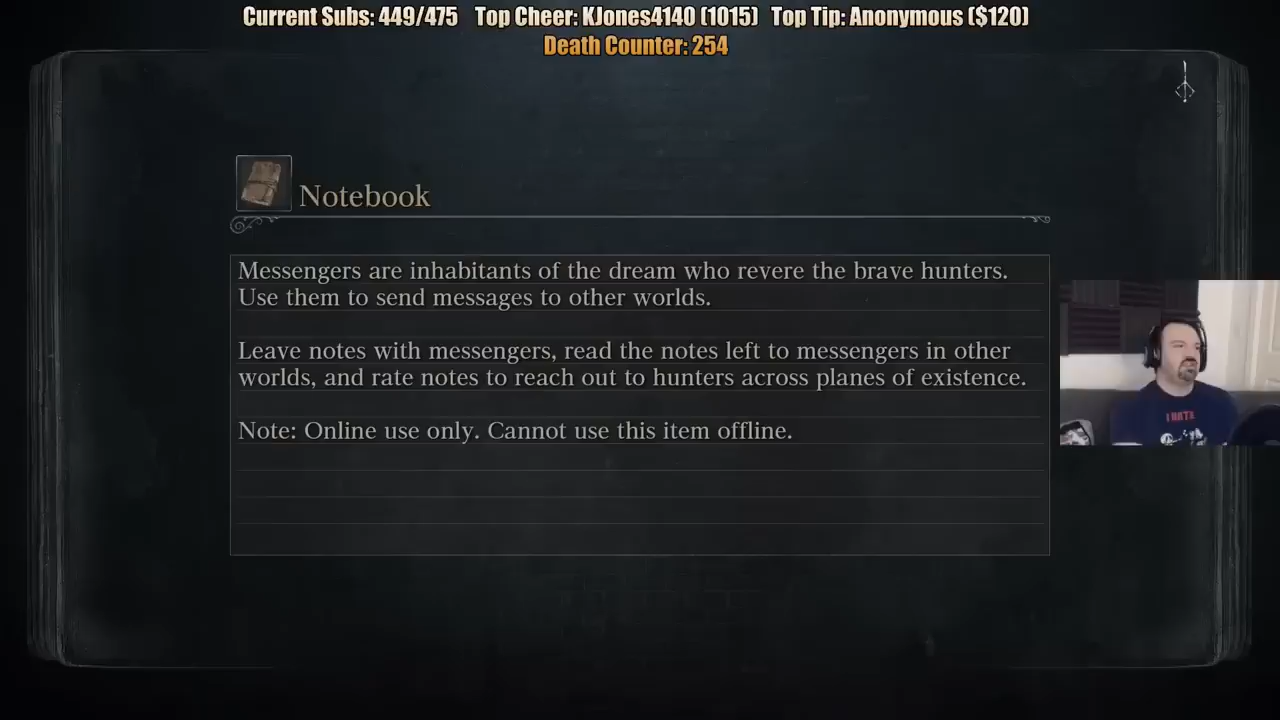 Current Subs: 449/475 Top Cheer: KJones4140 (1015) Top Tip: Anonymous ($120)
Death Counter: 254
Notebook
Messengers are inhabitants of the dream who revere the brave hunters.
Use them to send messages to other worlds.
Leave notes with messengers, read the notes left to messengers in other
worlds, and rate notes to reach out to hunters across planes of existence.
Note: Online use only. Cannot use this item offline.
I HATE